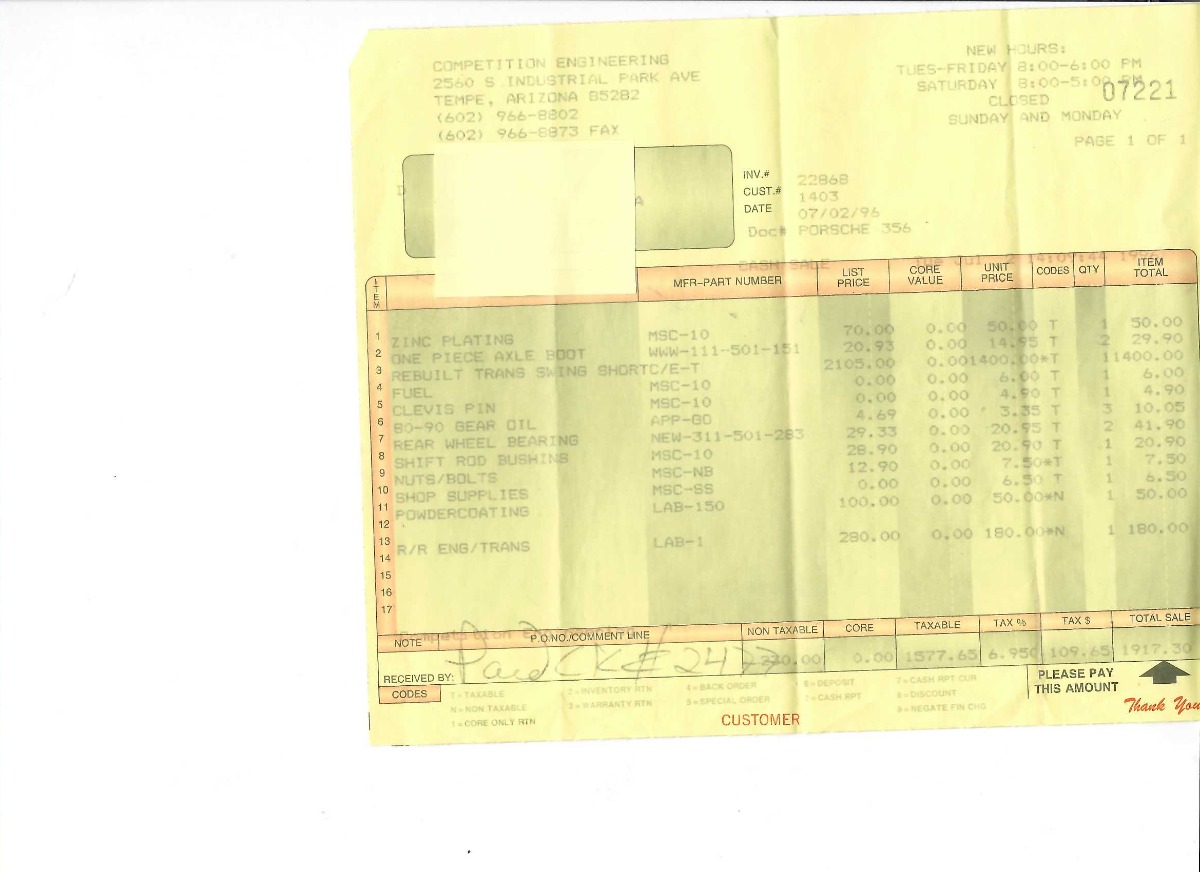 COMPETITION ENGINEERING
2560 S INDUSTRIAL PARK AVE
TEMPE, ARIZONA 85282
(602) 966-8802
(602) 966-8873 FAX
NEW HOURS:
TUES-FRIDAY 8:00-6:00 PM
SATURDAY 8:00-5:00 PM
07221
CLOSED
SUNDAY AND MONDAY
PAGE 1 OF 1
D
A
INV.# 22868
CUST.# 1403
DATE 07/02/96
Doc# PORSCHE 356
CASH SALE
ITEM MFR-PART NUMBER LIST PRICE CORE VALUE UNIT PRICE CODES QTY ITEM TOTAL
1 ZINC PLATING MSC-10 70.00 0.00 50.00 T 1 50.00
2 ONE PIECE AXLE BOOT WWW-111-501-151 20.93 0.00 14.95 T 2 29.90
3 REBUILT TRANS SWING SHORTC/E-T 2105.00 0.001400.00*T 11400.00
4 FUEL MSC-10 0.00 0.00 6.00 T 1 6.00
5 CLEVIS PIN MSC-10 0.00 0.00 4.90 T 1 4.90
6 80-90 GEAR OIL APP-GO 4.69 0.00 3.35 T 3 10.05
7 REAR WHEEL BEARING NEW-311-501-283 29.33 0.00 20.95 T 2 41.90
8 SHIFT ROD BUSHINS MSC-10 28.90 0.00 20.90 T 1 20.90
9 NUTS/BOLTS MSC-NB 12.90 0.00 7.50*T 1 7.50
10 SHOP SUPPLIES MSC-SS 0.00 0.00 6.50 T 1 6.50
11 POWDERCOATING LAB-150 100.00 0.00 50.00*N 1 50.00
12
13 R/R ENG/TRANS LAB-1 280.00 0.00 180.00*N 1 180.00
14
15
16
17
NOTE P.O.NO./COMMENT LINE NON TAXABLE CORE TAXABLE TAX % TAX $ TOTAL SALE
Competition
230.00 0.00 1577.65 6.950 109.65 1917.30
RECEIVED BY: Paid CK# 2477
PLEASE PAY
THIS AMOUNT
CODES
T = TAXABLE
N = NON TAXABLE
1 = CORE ONLY RTN
2 = INVENTORY RTN
3 = WARRANTY RTN
4 = BACK ORDER
5 = SPECIAL ORDER
6 = DEPOSIT
7 = CASH RPT
7 = CASH RPT CUR
8 = DISCOUNT
9 = NEGATE FIN CHG
CUSTOMER
Thank You